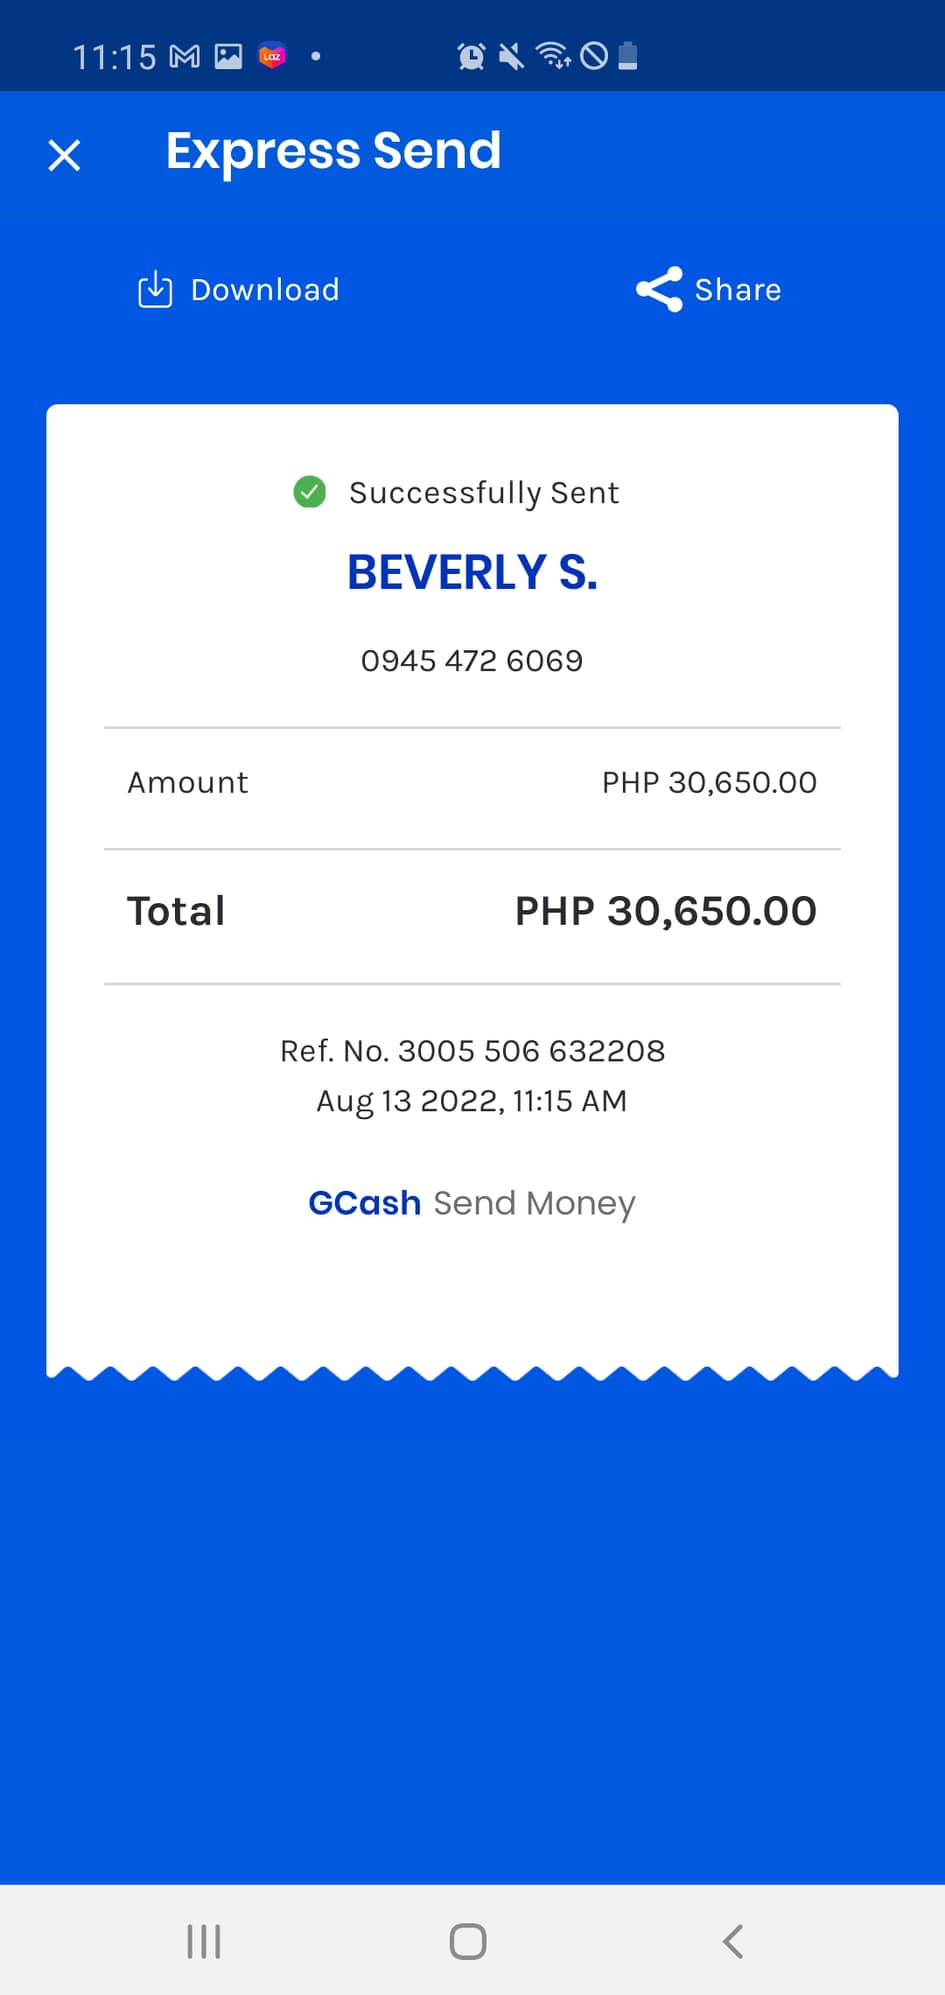 11:15
Laz
Express Send
Download
Share
Successfully Sent
BEVERLY S.
0945 472 6069
Amount PHP 30,650.00
Total PHP 30,650.00
Ref. No. 3005 506 632208
Aug 13 2022, 11:15 AM
GCash Send Money